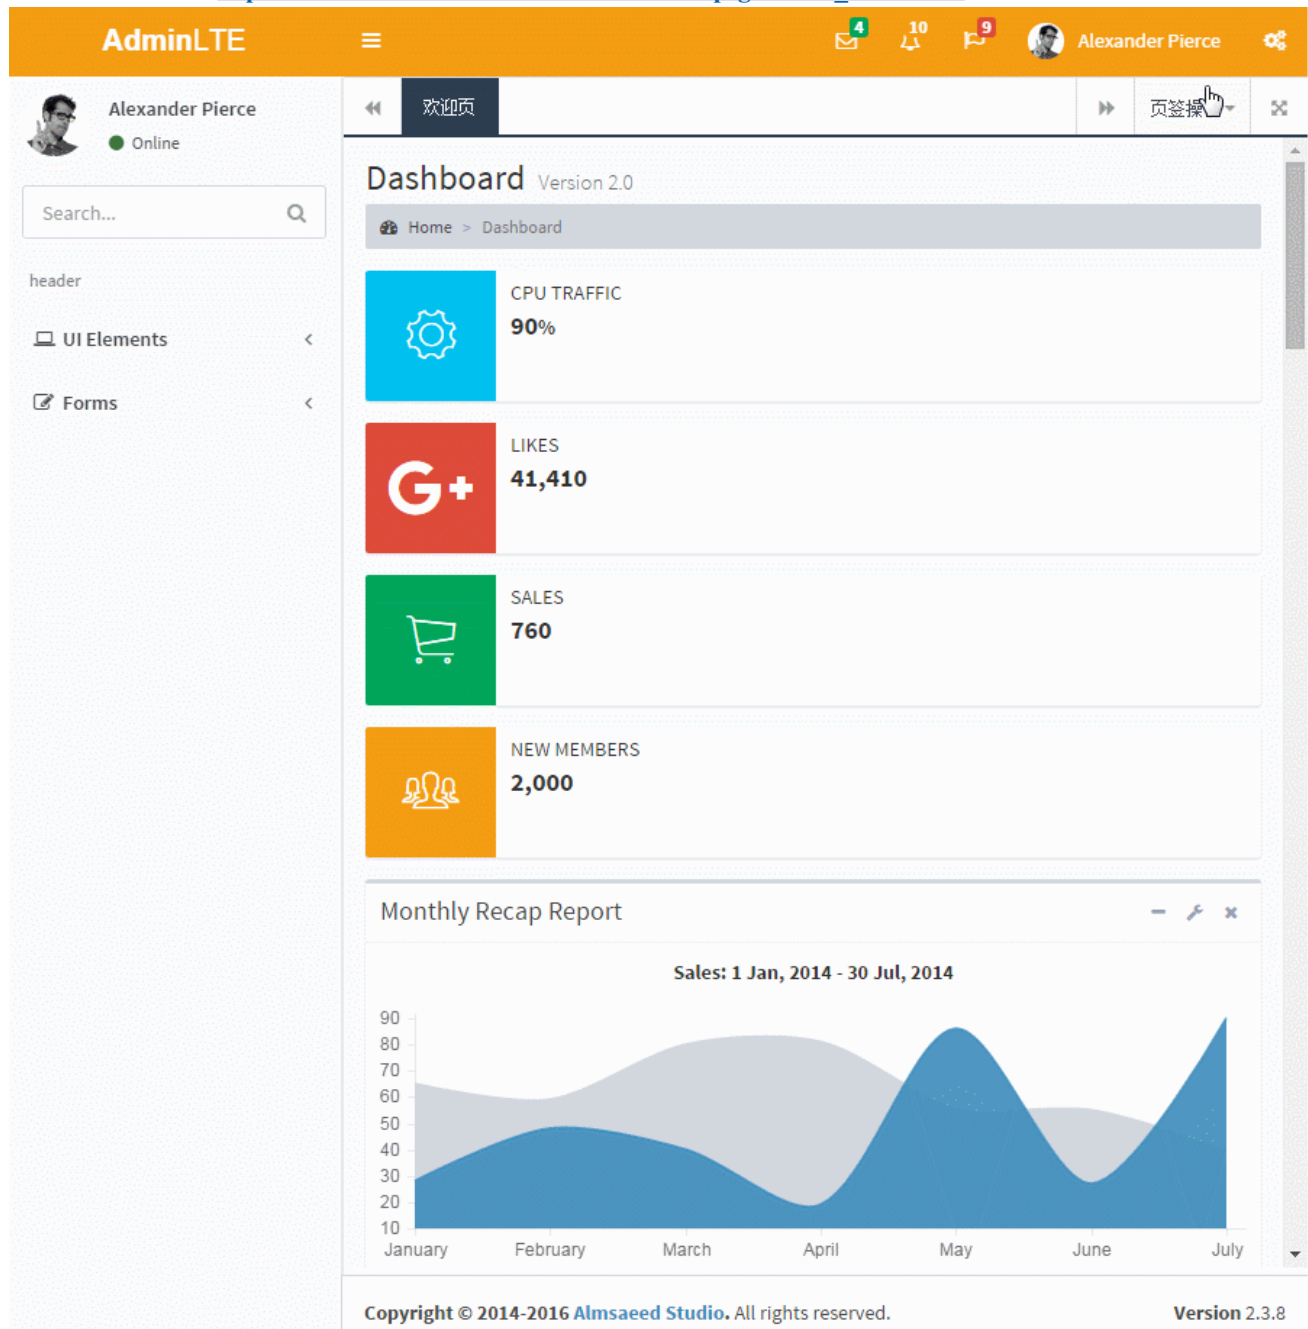 AdminLTE
4
10
9
Alexander Pierce
Alexander Pierce
Online
欢迎页
页签操
Search...
header
UI Elements
Forms
Dashboard Version 2.0
Home > Dashboard
CPU TRAFFIC
90%
G+
LIKES
41,410
SALES
760
NEW MEMBERS
2,000
Monthly Recap Report
Sales: 1 Jan, 2014 - 30 Jul, 2014
90
80
70
60
50
40
30
20
10
January February March April May June July
Copyright © 2014-2016 Almsaeed Studio. All rights reserved.
Version 2.3.8